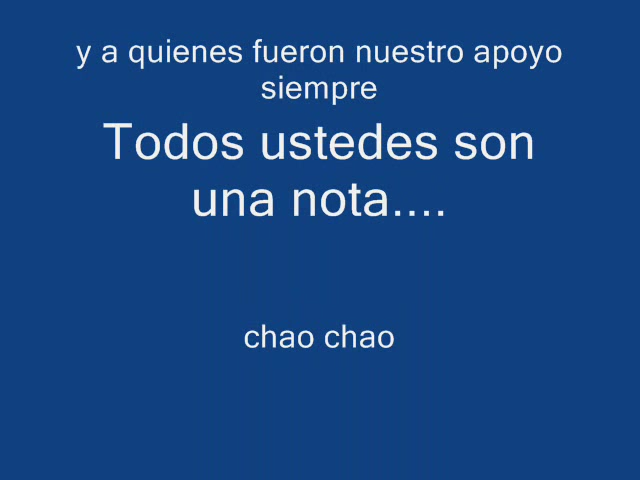 y a quienes fueron nuestro apoyo
siempre
Todos ustedes son
una nota....
chao chao